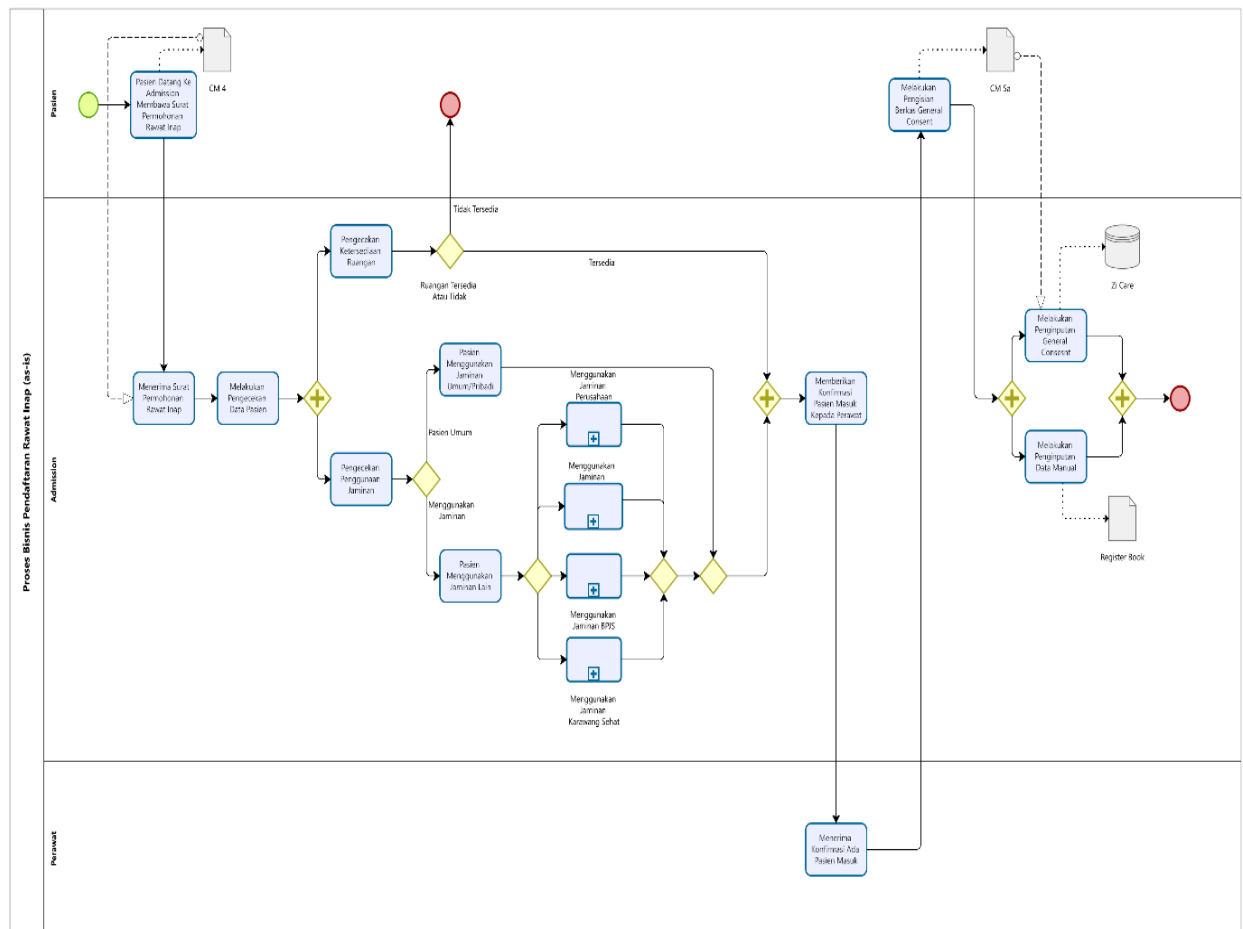 Proses Bisnis Pendaftaran Rawat Inap (as-is)
Pasien
Pasien Datang Ke
Admission
Membawa Surat
Permohonan
Rawat Inap
CM 4
Melakukan
Pengisian
Berkas General
Consent
CM 5a
Admission
Tidak Tersedia
Pengecekan
Ketersediaan
Ruangan
Ruangan Tersedia
Atau Tidak
Tersedia
Menerima Surat
Permohonan
Rawat Inap
Melakukan
Pengecekan
Data Pasien
Pengecekan
Penggunaan
Jaminan
Pasien Umum
Menggunakan
Jaminan
Pasien
Menggunakan
Jaminan
Umum/Pribadi
Pasien
Menggunakan
Jaminan Lain
Menggunakan
Jaminan
Perusahaan
Menggunakan
Jaminan
Menggunakan
Jaminan BPJS
Menggunakan
Jaminan
Karawang Sehat
Memberikan
Konfirmasi
Pasien Masuk
Kepada Perawat
Melakukan
Penginputan
General
Consesnt
Zi Care
Melakukan
Penginputan
Data Manual
Register Book
Perawat
Menerima
Konfirmasi Ada
Pasien Masuk